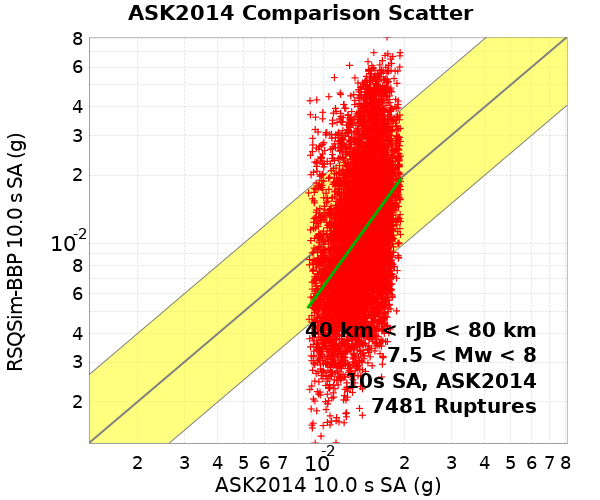 ASK2014 Comparison Scatter
8
6
4
3
2
10-2
8
6
4
3
2
RSQSim-BBP 10.0 s SA (g)
40 km < rJB < 80 km
7.5 < Mw < 8
10s SA, ASK2014
7481 Ruptures
2 3 4 5 6 7 10-2 2 3 4 5 6 7 8
ASK2014 10.0 s SA (g)